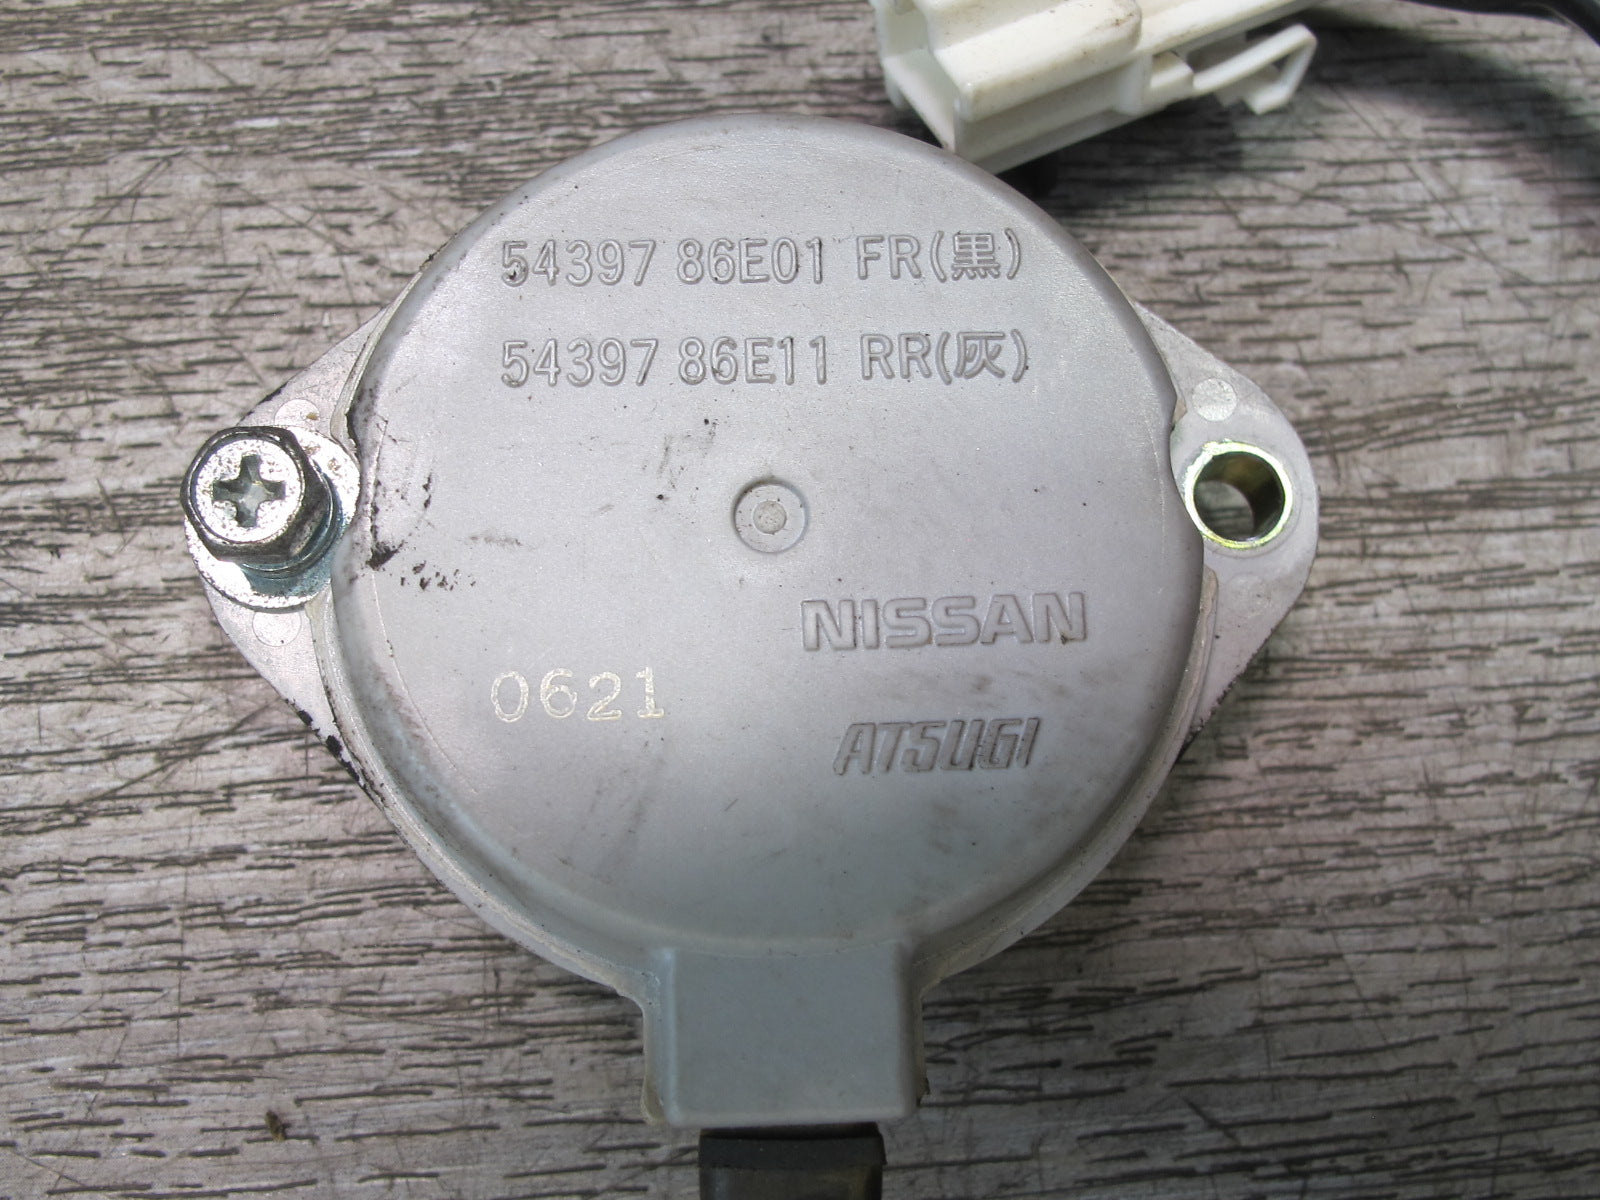 54397 86E01 FR(黒)
54397 86E11 RR(灰)
NISSAN
0621
ATSUGI